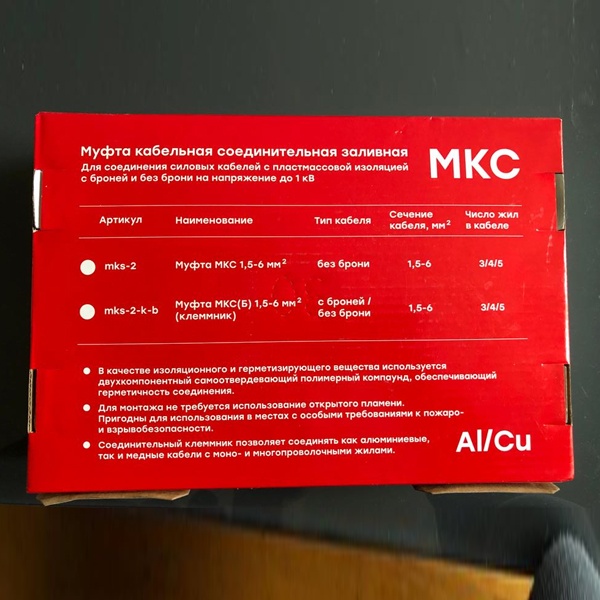 Муфта кабельная соединительная заливная
Для соединения силовых кабелей с пластмассовой изоляцией
с броней и без брони на напряжение до 1 кВ
МКС
Артикул Наименование Тип кабеля Сечение кабеля, мм² Число жил в кабеле
mks-2 Муфта МКС 1,5-6 мм² без брони 1,5-6 3/4/5
mks-2-k-b Муфта МКС(Б) 1,5-6 мм² (клеммник) с броней / без брони 1,5-6 3/4/5
• В качестве изоляционного и герметизирующего вещества используется
двухкомпонентный самоотвердевающий полимерный компаунд, обеспечивающий
герметичность соединения.
• Для монтажа не требуется использование открытого пламени.
Пригодны для использования в местах с особыми требованиями к пожаро-
и взрывобезопасности.
• Соединительный клеммник позволяет соединять как алюминиевые,
так и медные кабели с моно- и многопроволочными жилами.
Al/Cu